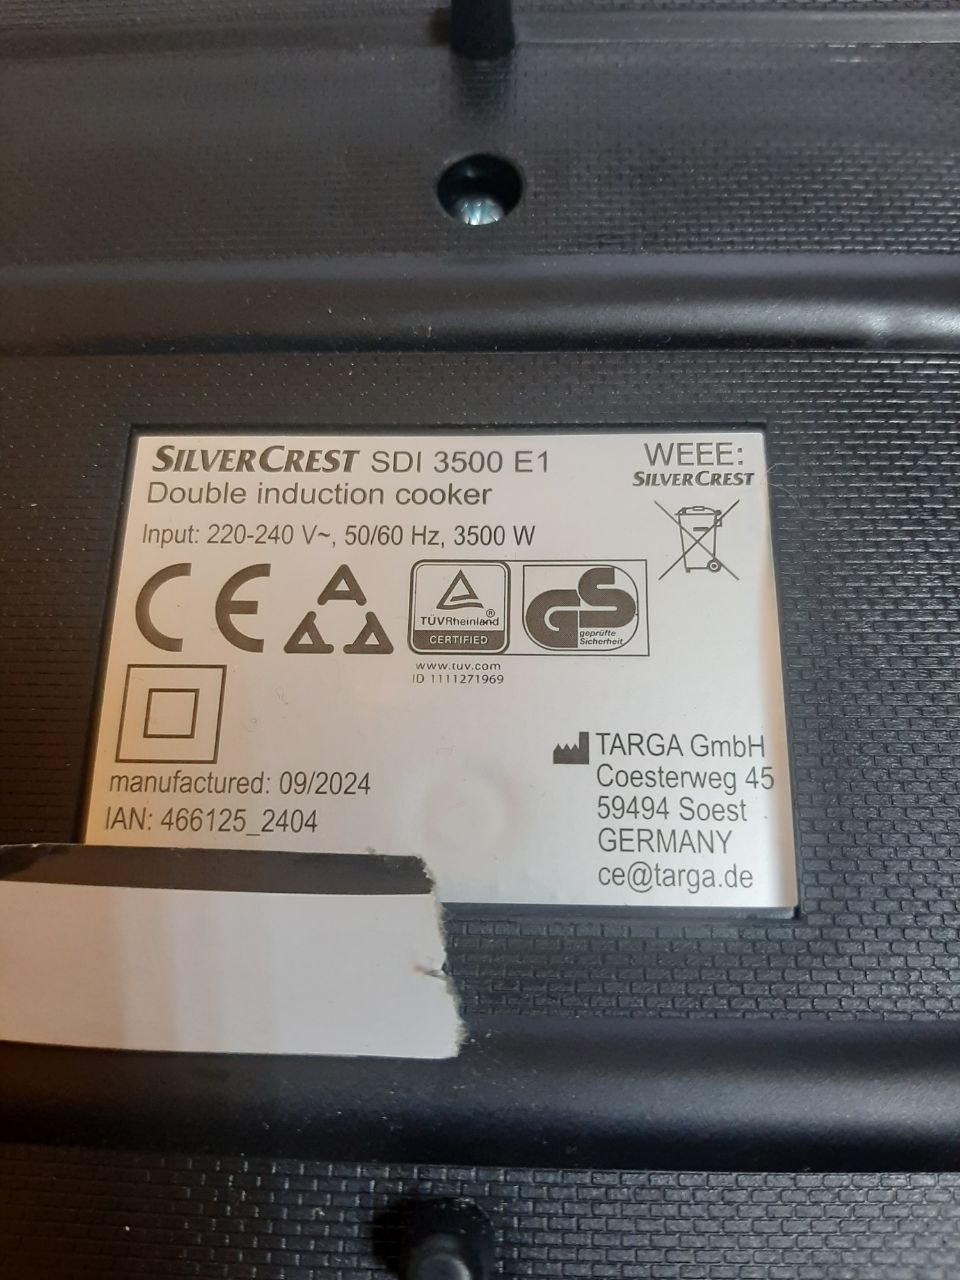 SILVERCREST SDI 3500 E1
Double induction cooker
Input: 220-240 V~, 50/60 Hz, 3500 W
WEEE:
SILVERCREST
CE
TÜVRheinland®
CERTIFIED
www.tuv.com
ID 1111271969
GS
geprüfte
Sicherheit
manufactured: 09/2024
IAN: 466125_2404
TARGA GmbH
Coesterweg 45
59494 Soest
GERMANY
ce@targa.de